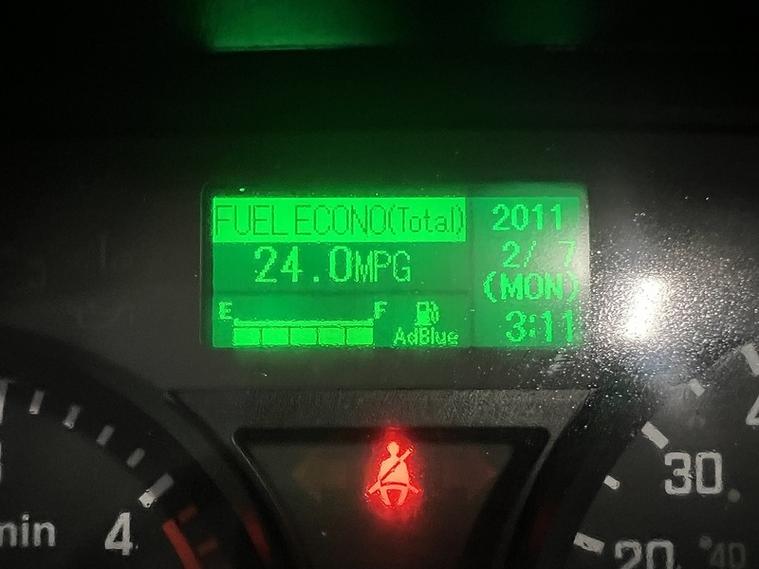 FUEL ECONO(Total)
24.0MPG
E F
AdBlue
2011
2/ 7
(MON)
3:11
min
4
30
20
40